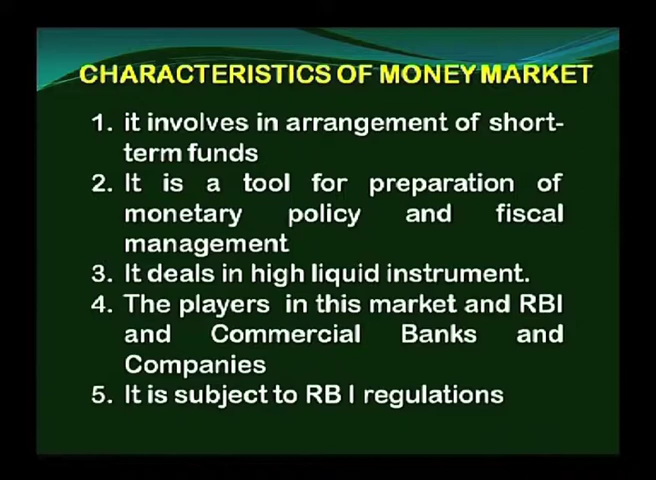 CHARACTERISTICS OF MONEY MARKET
1. it involves in arrangement of short-
term funds
2. It is a tool for preparation of
monetary policy and fiscal
management
3. It deals in high liquid instrument.
4. The players in this market and RBI
and Commercial Banks and
Companies
5. It is subject to RB I regulations